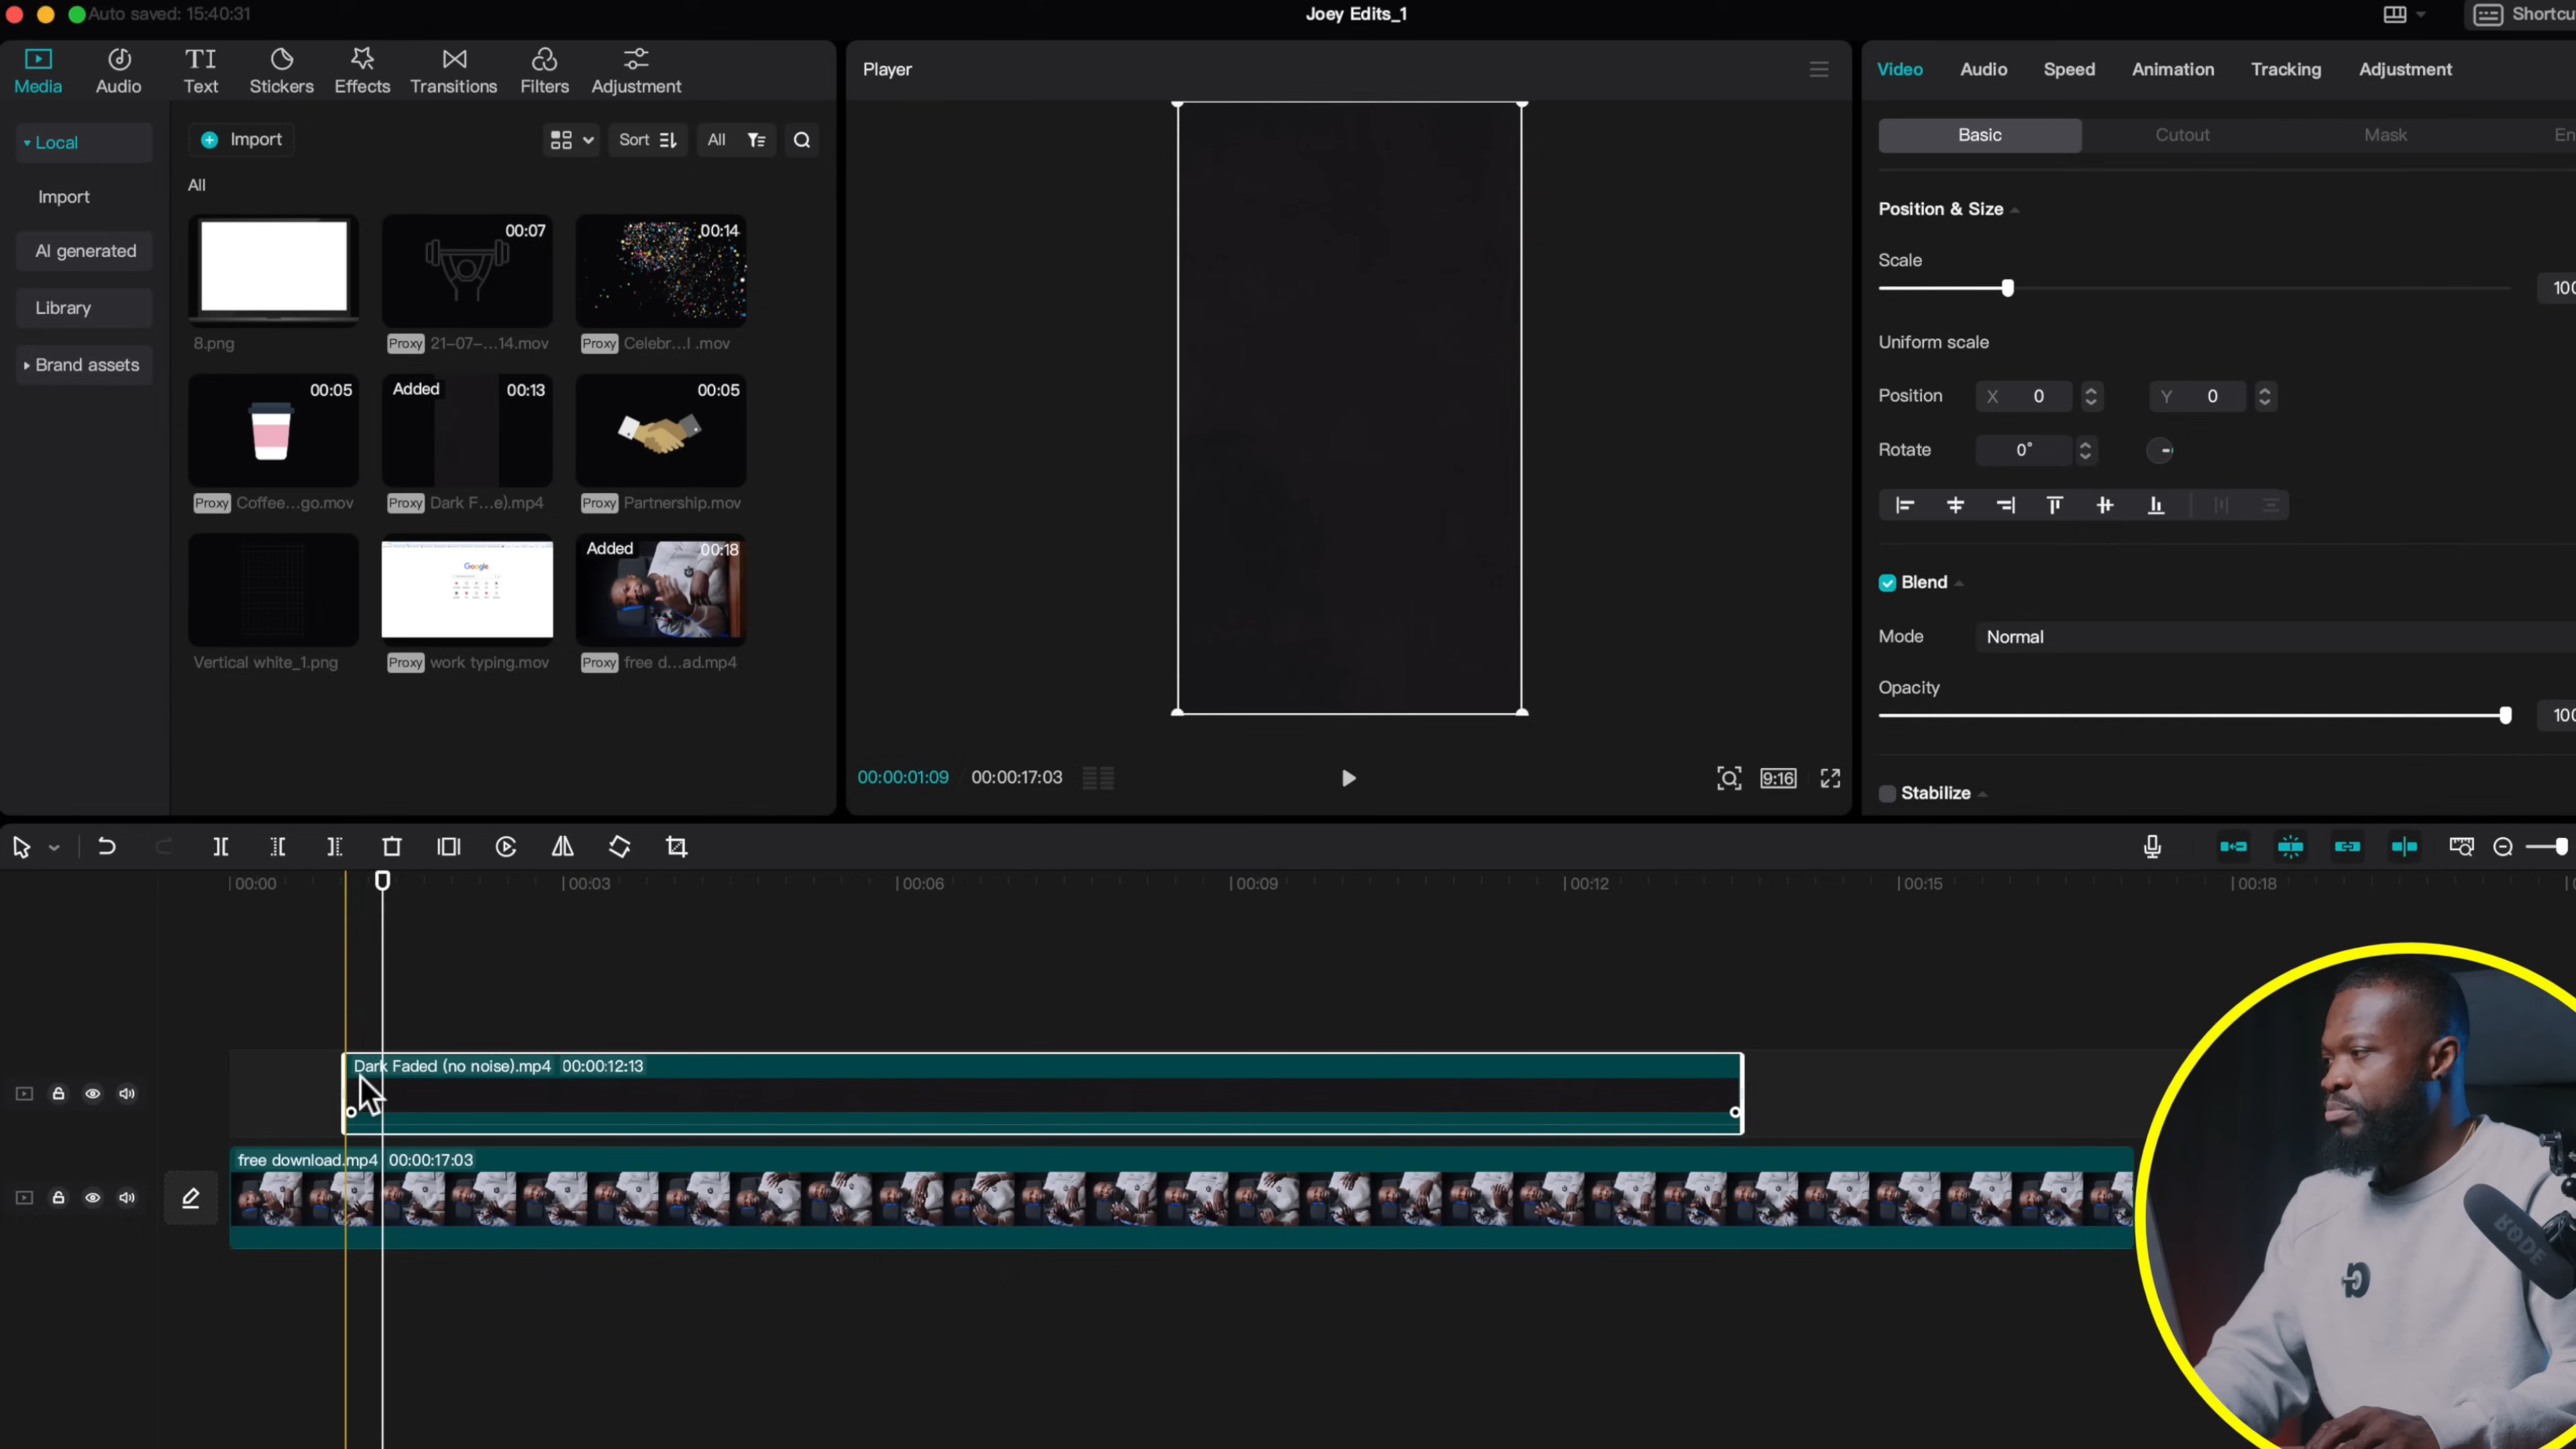 Auto saved: 15:40:31
Joey Edits_1
Media
Audio
Text
Stickers
Effects
Transitions
Filters
Adjustment
Local
Import
AI generated
Library
Brand assets
Import
Sort
All
All
8.png
00:07
Proxy 21-07-...14.mov
00:14
Proxy Celebr...l .mov
00:05
Proxy Coffee...go.mov
Added 00:13
Proxy Dark F...e).mp4
00:05
Proxy Partnership.mov
Vertical white_1.png
Google
Proxy work typing.mov
Added 00:18
Proxy free d...ad.mp4
Player
00:00:01:09 00:00:17:03
9:16
Video
Audio
Speed
Animation
Tracking
Adjustment
Basic
Cutout
Mask
Position & Size
Scale
Uniform scale
Position X 0 Y 0
Rotate 0°
Blend
Mode Normal
Opacity
Stabilize
00:00
00:03
00:06
00:09
00:12
00:15
00:18
Dark Faded (no noise).mp4 00:00:12:13
free download.mp4 00:00:17:03
RØDE